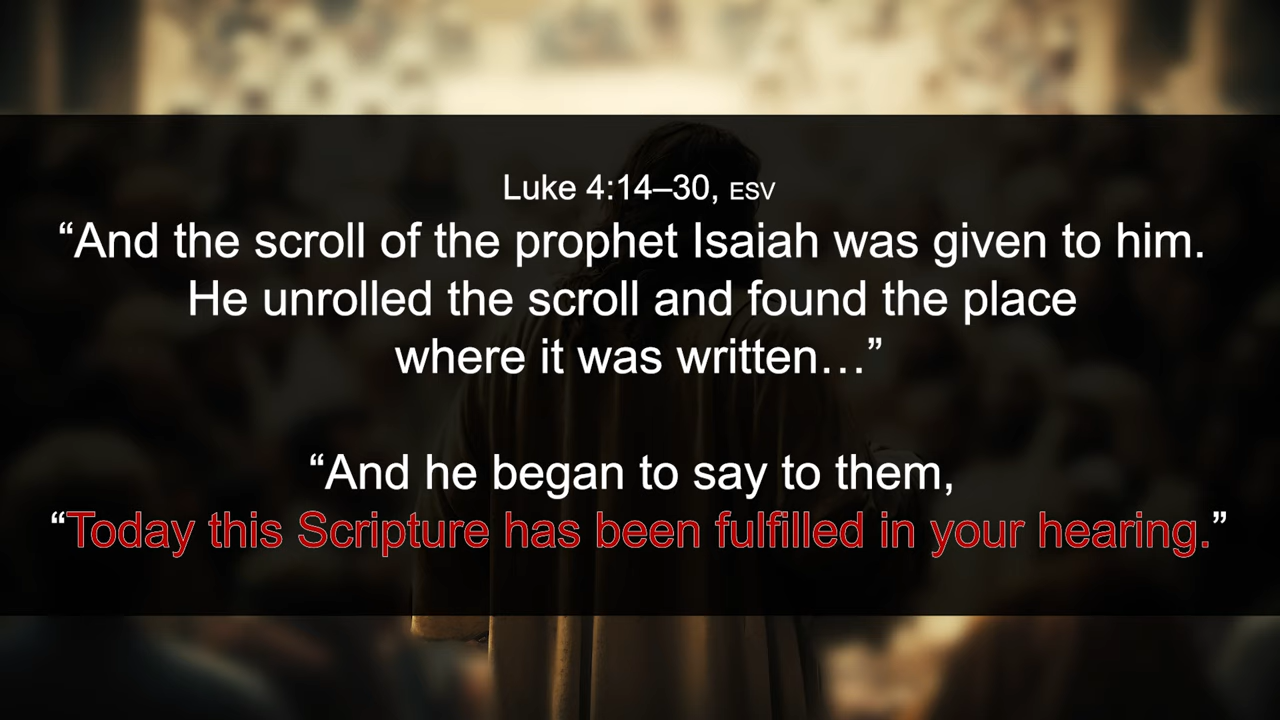 Luke 4:14–30, ESV
“And the scroll of the prophet Isaiah was given to him.
He unrolled the scroll and found the place
where it was written…”
“And he began to say to them,
“Today this Scripture has been fulfilled in your hearing.”